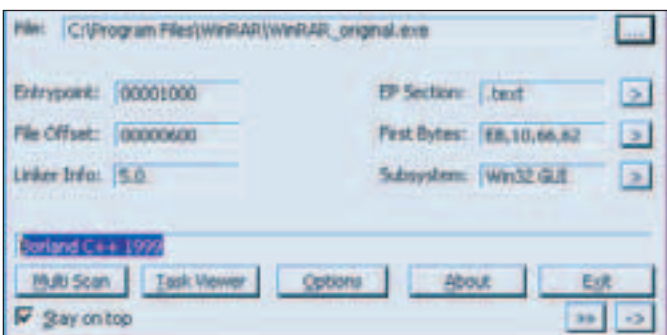 File: C:\Program Files\WinRAR\WinRAR_original.exe ...
Entrypoint: 00001000 EP Section: .text >
File Offset: 00000600 First Bytes: EB,10,66,62 >
Linker Info: 5.0 Subsystem: Win32 GUI >
Borland C++ 1999
Multi Scan Task Viewer Options About Exit
Stay on top >> ->